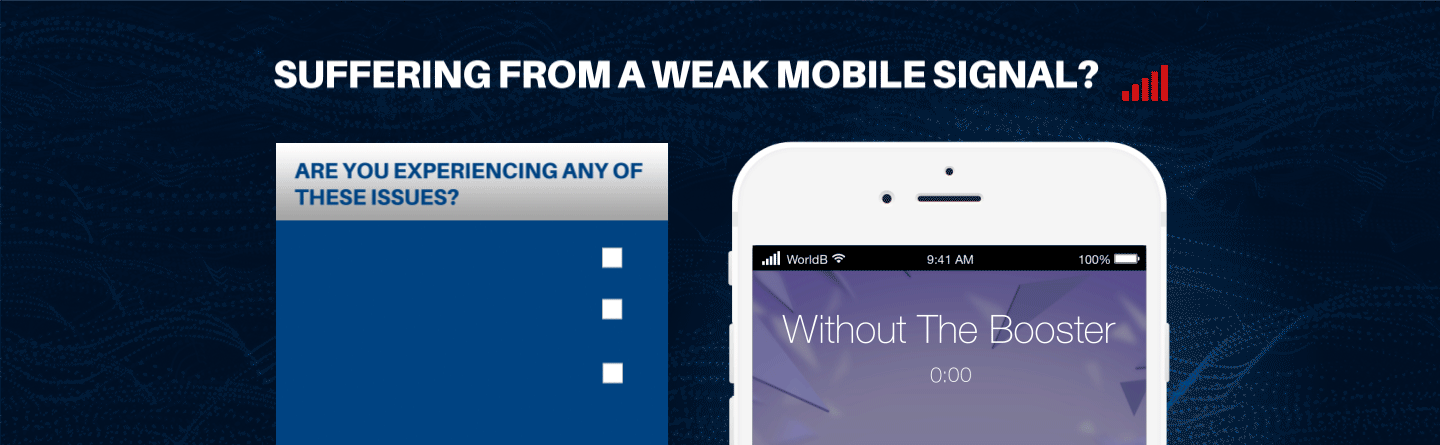 SUFFERING FROM A WEAK MOBILE SIGNAL?
ARE YOU EXPERIENCING ANY OF
THESE ISSUES?
WorldB 9:41 AM 100%
Without The Booster
0:00